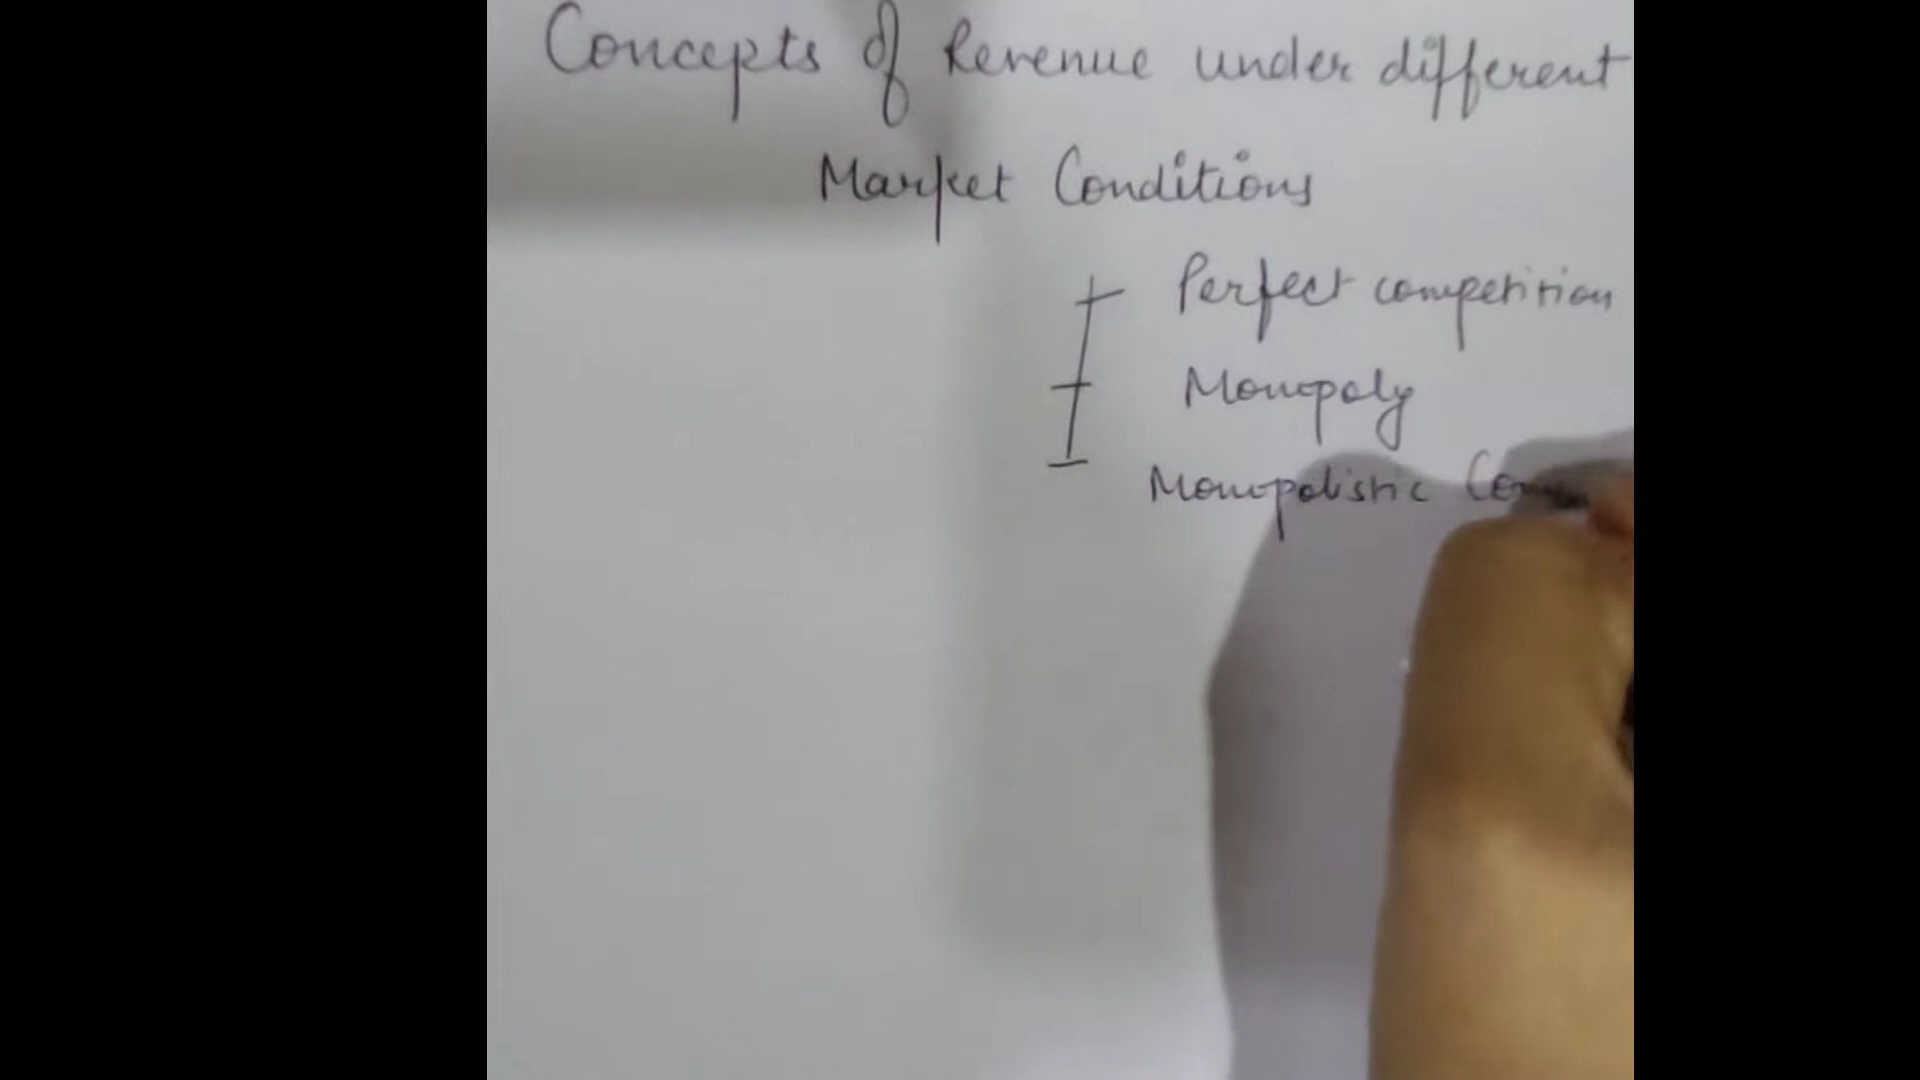 Concepts of Revenue under different
Market Conditions
Perfect competition
Monopoly
Monopolistic